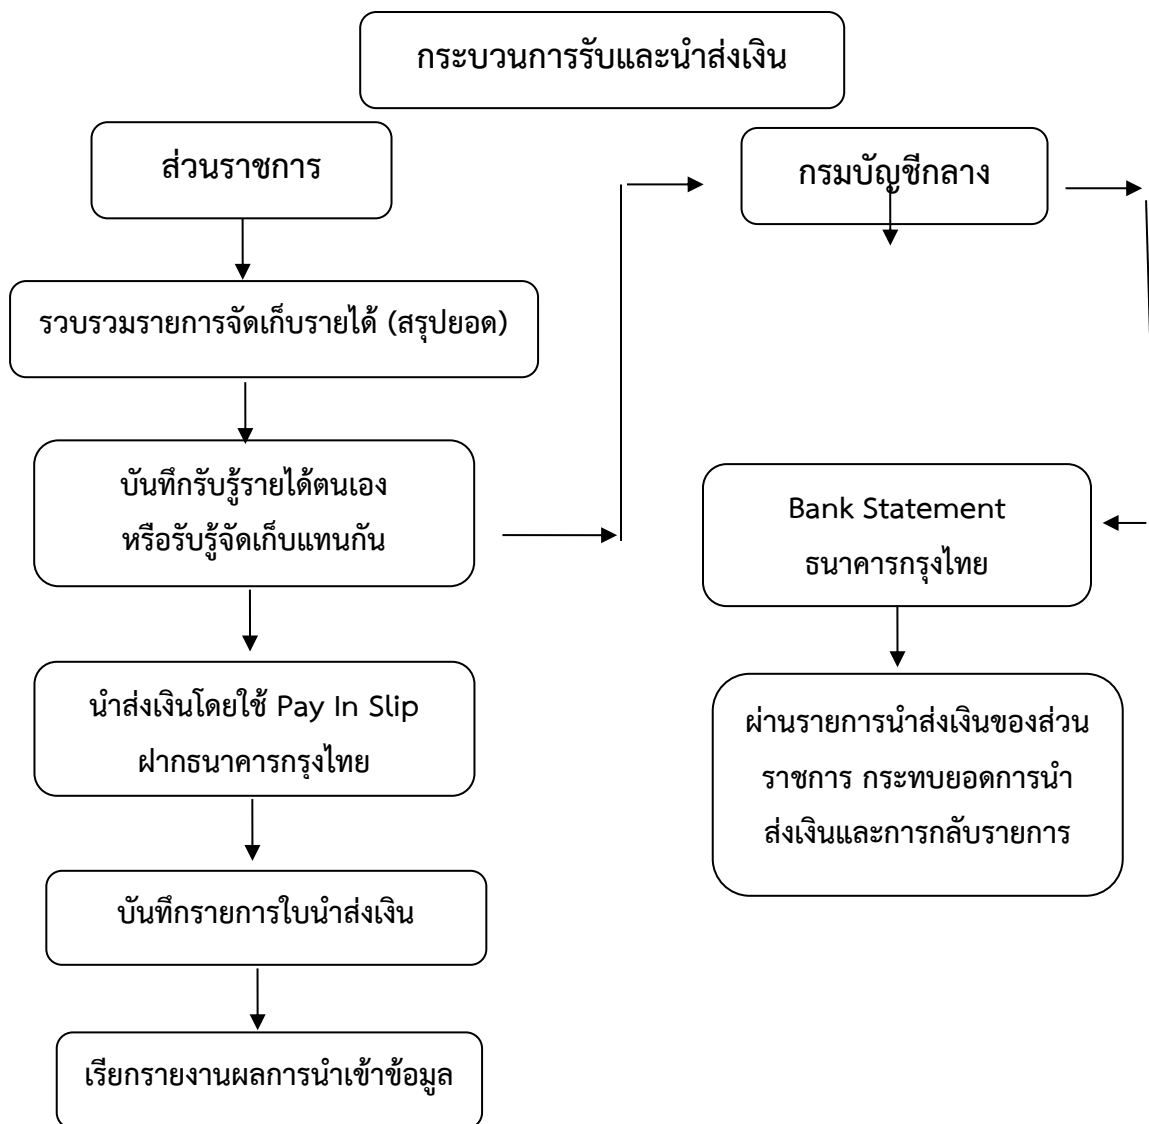 กระบวนการรับและนำส่งเงิน
ส่วนราชการ
รวบรวมรายการจัดเก็บรายได้ (สรุปยอด)
บันทึกรับรู้รายได้ตนเอง
หรือรับรู้จัดเก็บแทนกัน
นำส่งเงินโดยใช้ Pay In Slip
ฝากธนาคารกรุงไทย
บันทึกรายการใบนำส่งเงิน
เรียกรายงานผลการนำเข้าข้อมูล
กรมบัญชีกลาง
Bank Statement
ธนาคารกรุงไทย
ผ่านรายการนำส่งเงินของส่วน
ราชการ กระทบยอดการนำ
ส่งเงินและการกลับรายการ